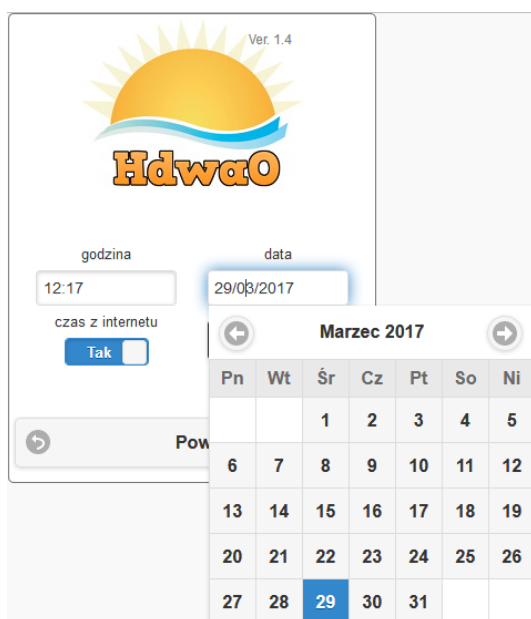 Ver. 1.4
HdwaO
godzina
data
12:17
29/03/2017
czas z internetu
Tak
Marzec 2017
Pn Wt Śr Cz Pt So Ni
1 2 3 4 5
Pow
6 7 8 9 10 11 12
13 14 15 16 17 18 19
20 21 22 23 24 25 26
27 28 29 30 31